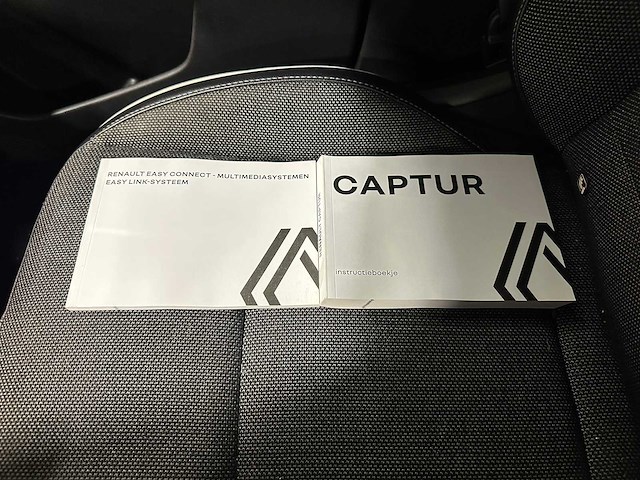 RENAULT EASY CONNECT - MULTIMEDIASYSTEMEN
EASY LINK-SYSTEEM
CAPTUR
instructieboekje